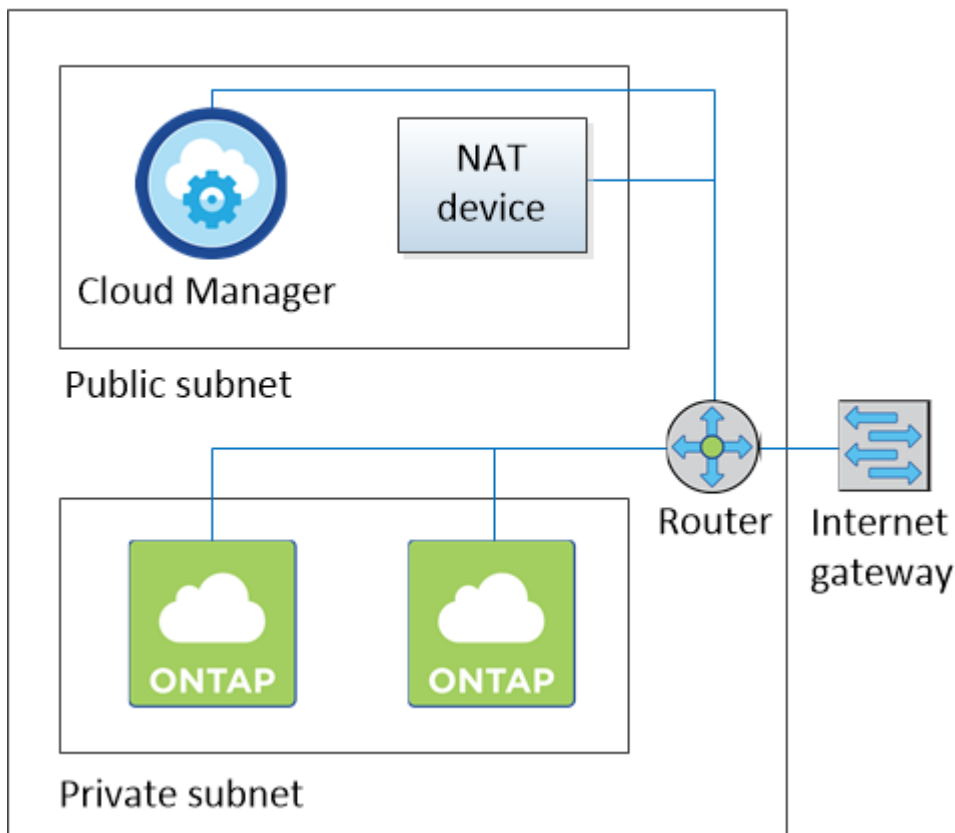 NAT
device
Cloud Manager
Public subnet
Router
Internet
gateway
ONTAP
ONTAP
Private subnet